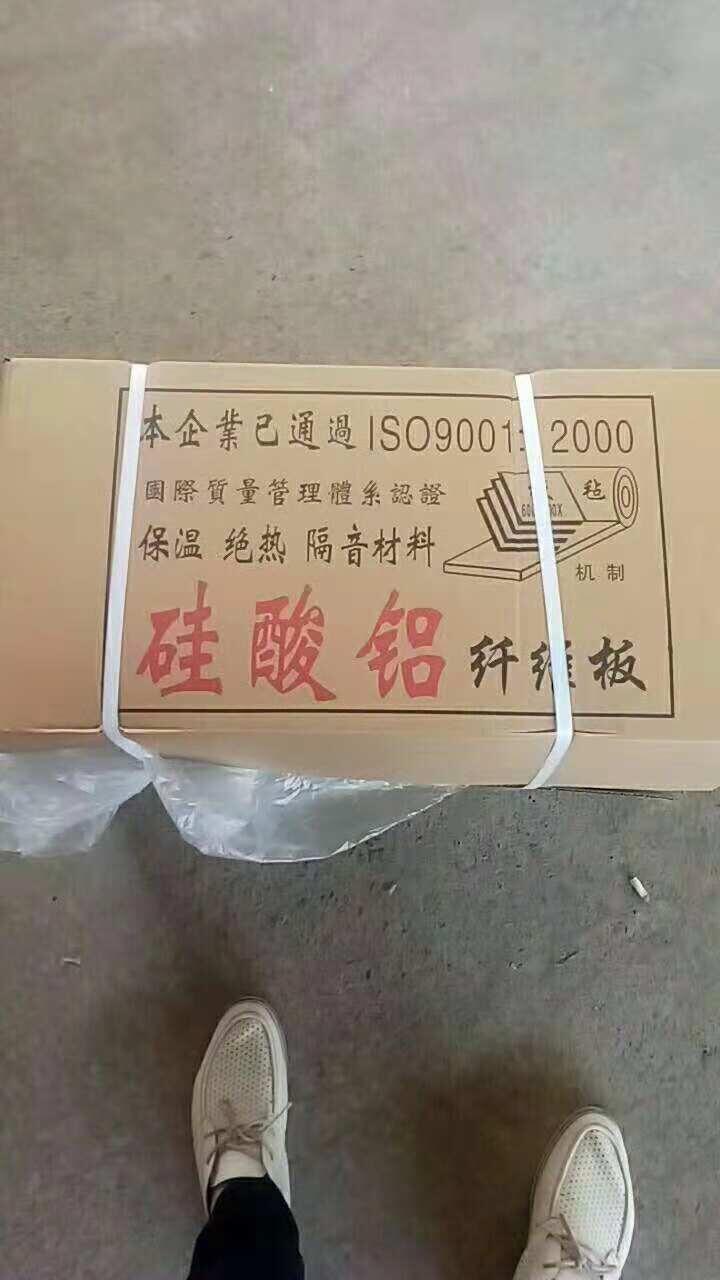 本企業已通過ISO9001:2000
國際質量管理體系認證
保温 绝热 隔音材料
毡
机制
硅酸铝纤维板